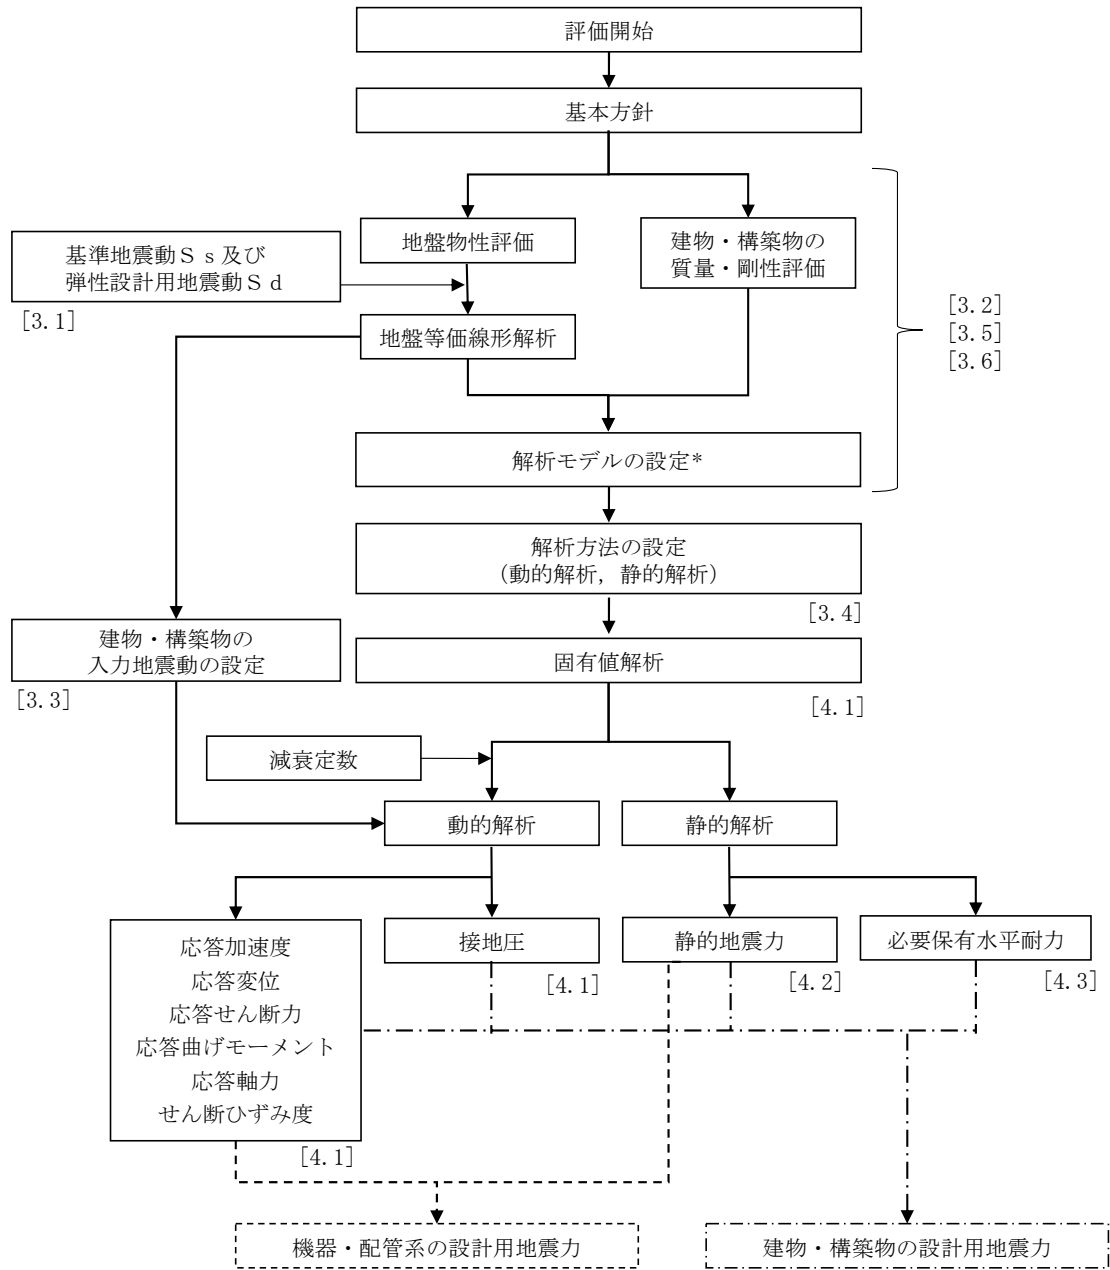 評価開始
基本方針
地盤物性評価
建物・構築物の
質量・剛性評価
基準地震動Ｓｓ及び
弾性設計用地震動Ｓｄ
[3.1]
地盤等価線形解析
[3.2]
[3.5]
[3.6]
解析モデルの設定*
解析方法の設定
(動的解析，静的解析)
[3.4]
建物・構築物の
入力地震動の設定
[3.3]
固有値解析
[4.1]
減衰定数
動的解析
静的解析
応答加速度
応答変位
応答せん断力
応答曲げモーメント
応答軸力
せん断ひずみ度
[4.1]
接地圧
[4.1]
静的地震力
[4.2]
必要保有水平耐力
[4.3]
機器・配管系の設計用地震力
建物・構築物の設計用地震力